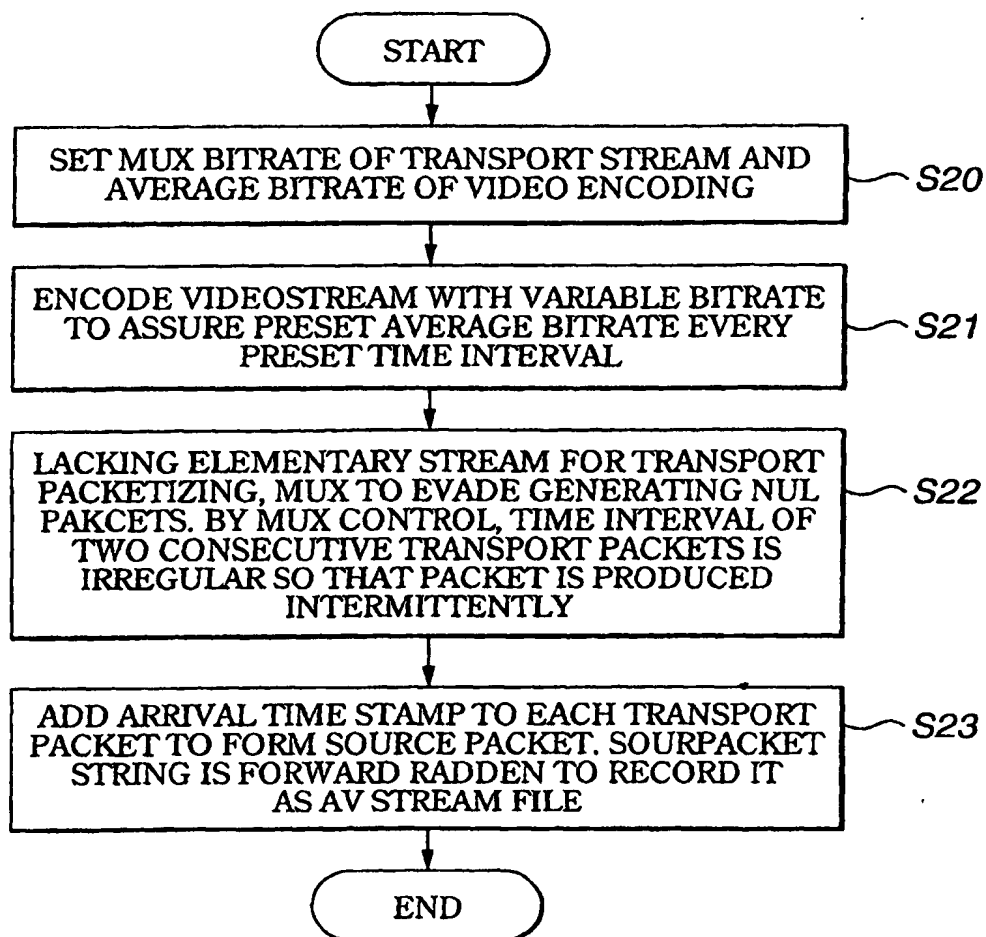 START
SET MUX BITRATE OF TRANSPORT STREAM AND
AVERAGE BITRATE OF VIDEO ENCODING
S20
ENCODE VIDEOSTREAM WITH VARIABLE BITRATE
TO ASSURE PRESET AVERAGE BITRATE EVERY
PRESET TIME INTERVAL
S21
LACKING ELEMENTARY STREAM FOR TRANSPORT
PACKETIZING, MUX TO EVADE GENERATING NUL
PAKCETS. BY MUX CONTROL, TIME INTERVAL OF
TWO CONSECUTIVE TRANSPORT PACKETS IS
IRREGULAR SO THAT PACKET IS PRODUCED
INTERMITTENTLY
S22
ADD ARRIVAL TIME STAMP TO EACH TRANSPORT
PACKET TO FORM SOURCE PACKET. SOURPACKET
STRING IS FORWARD RADDEN TO RECORD IT
AS AV STREAM FILE
S23
END